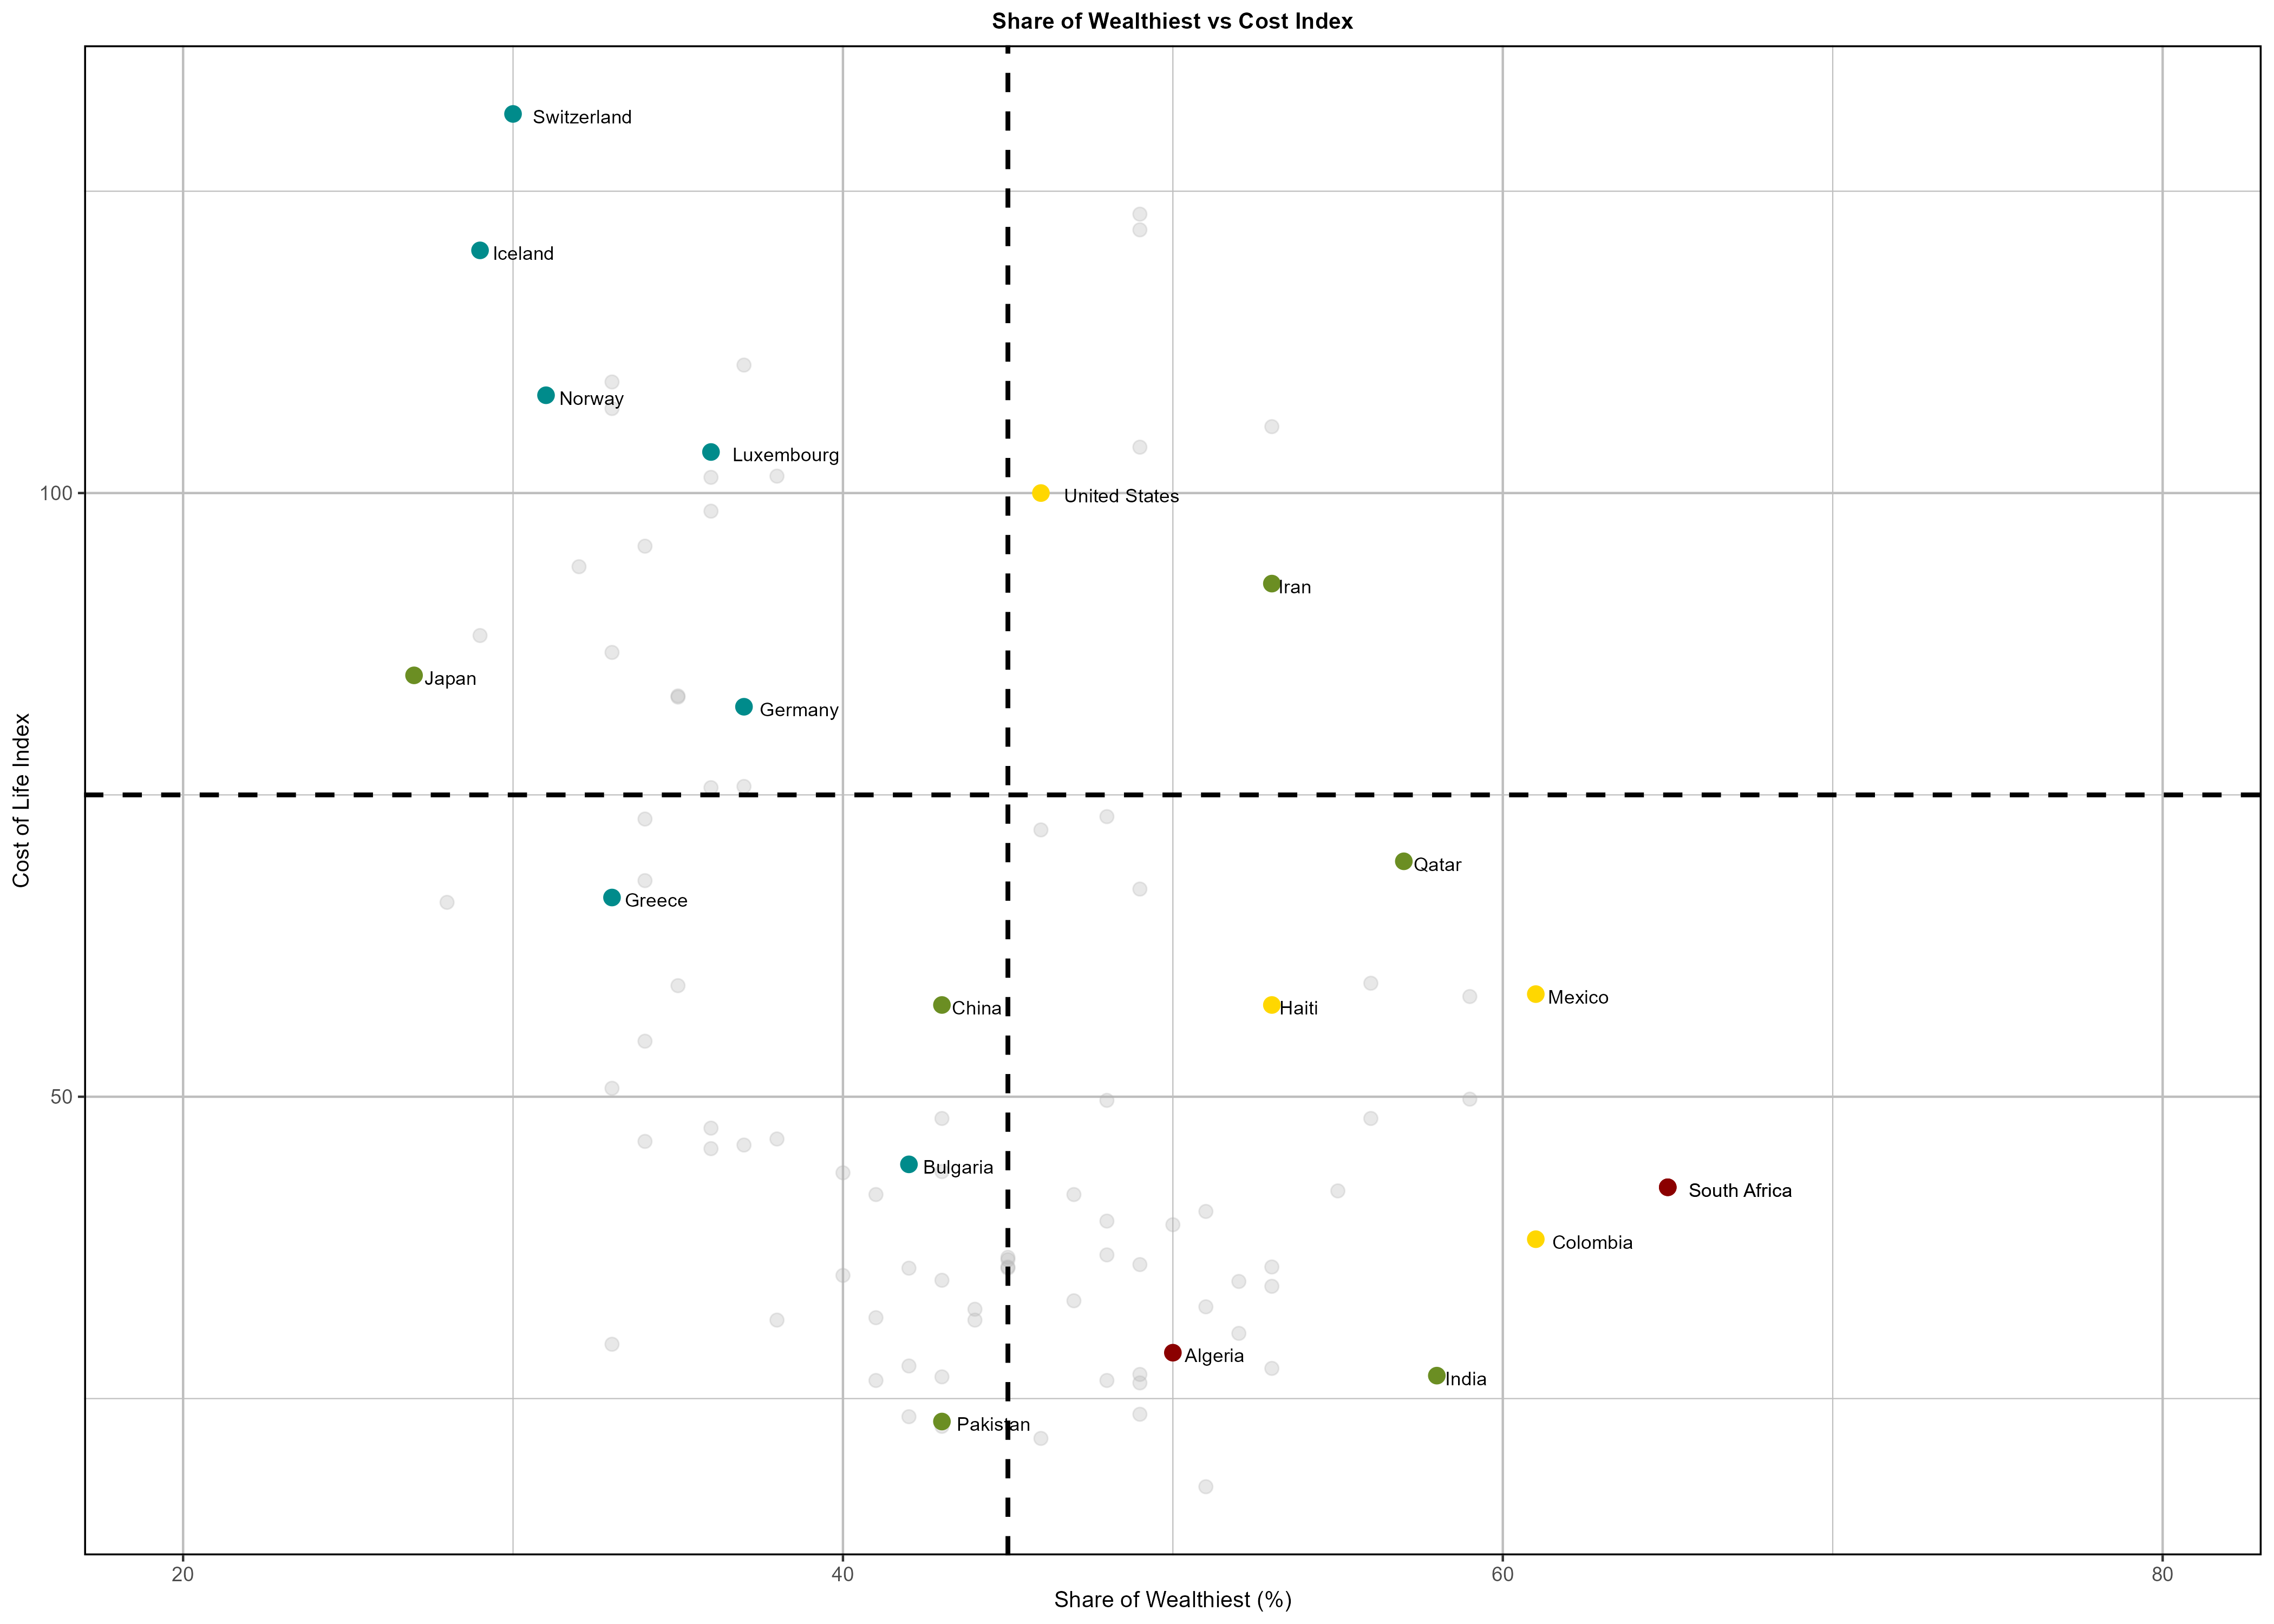 Share of Wealthiest vs Cost Index
Switzerland
Iceland
Norway
Luxembourg
100
United States
Iran
Japan
Germany
Cost of Life Index
Qatar
Greece
China
Haiti
Mexico
50
Bulgaria
South Africa
Colombia
Algeria
India
Pakistan
20
40
60
80
Share of Wealthiest (%)